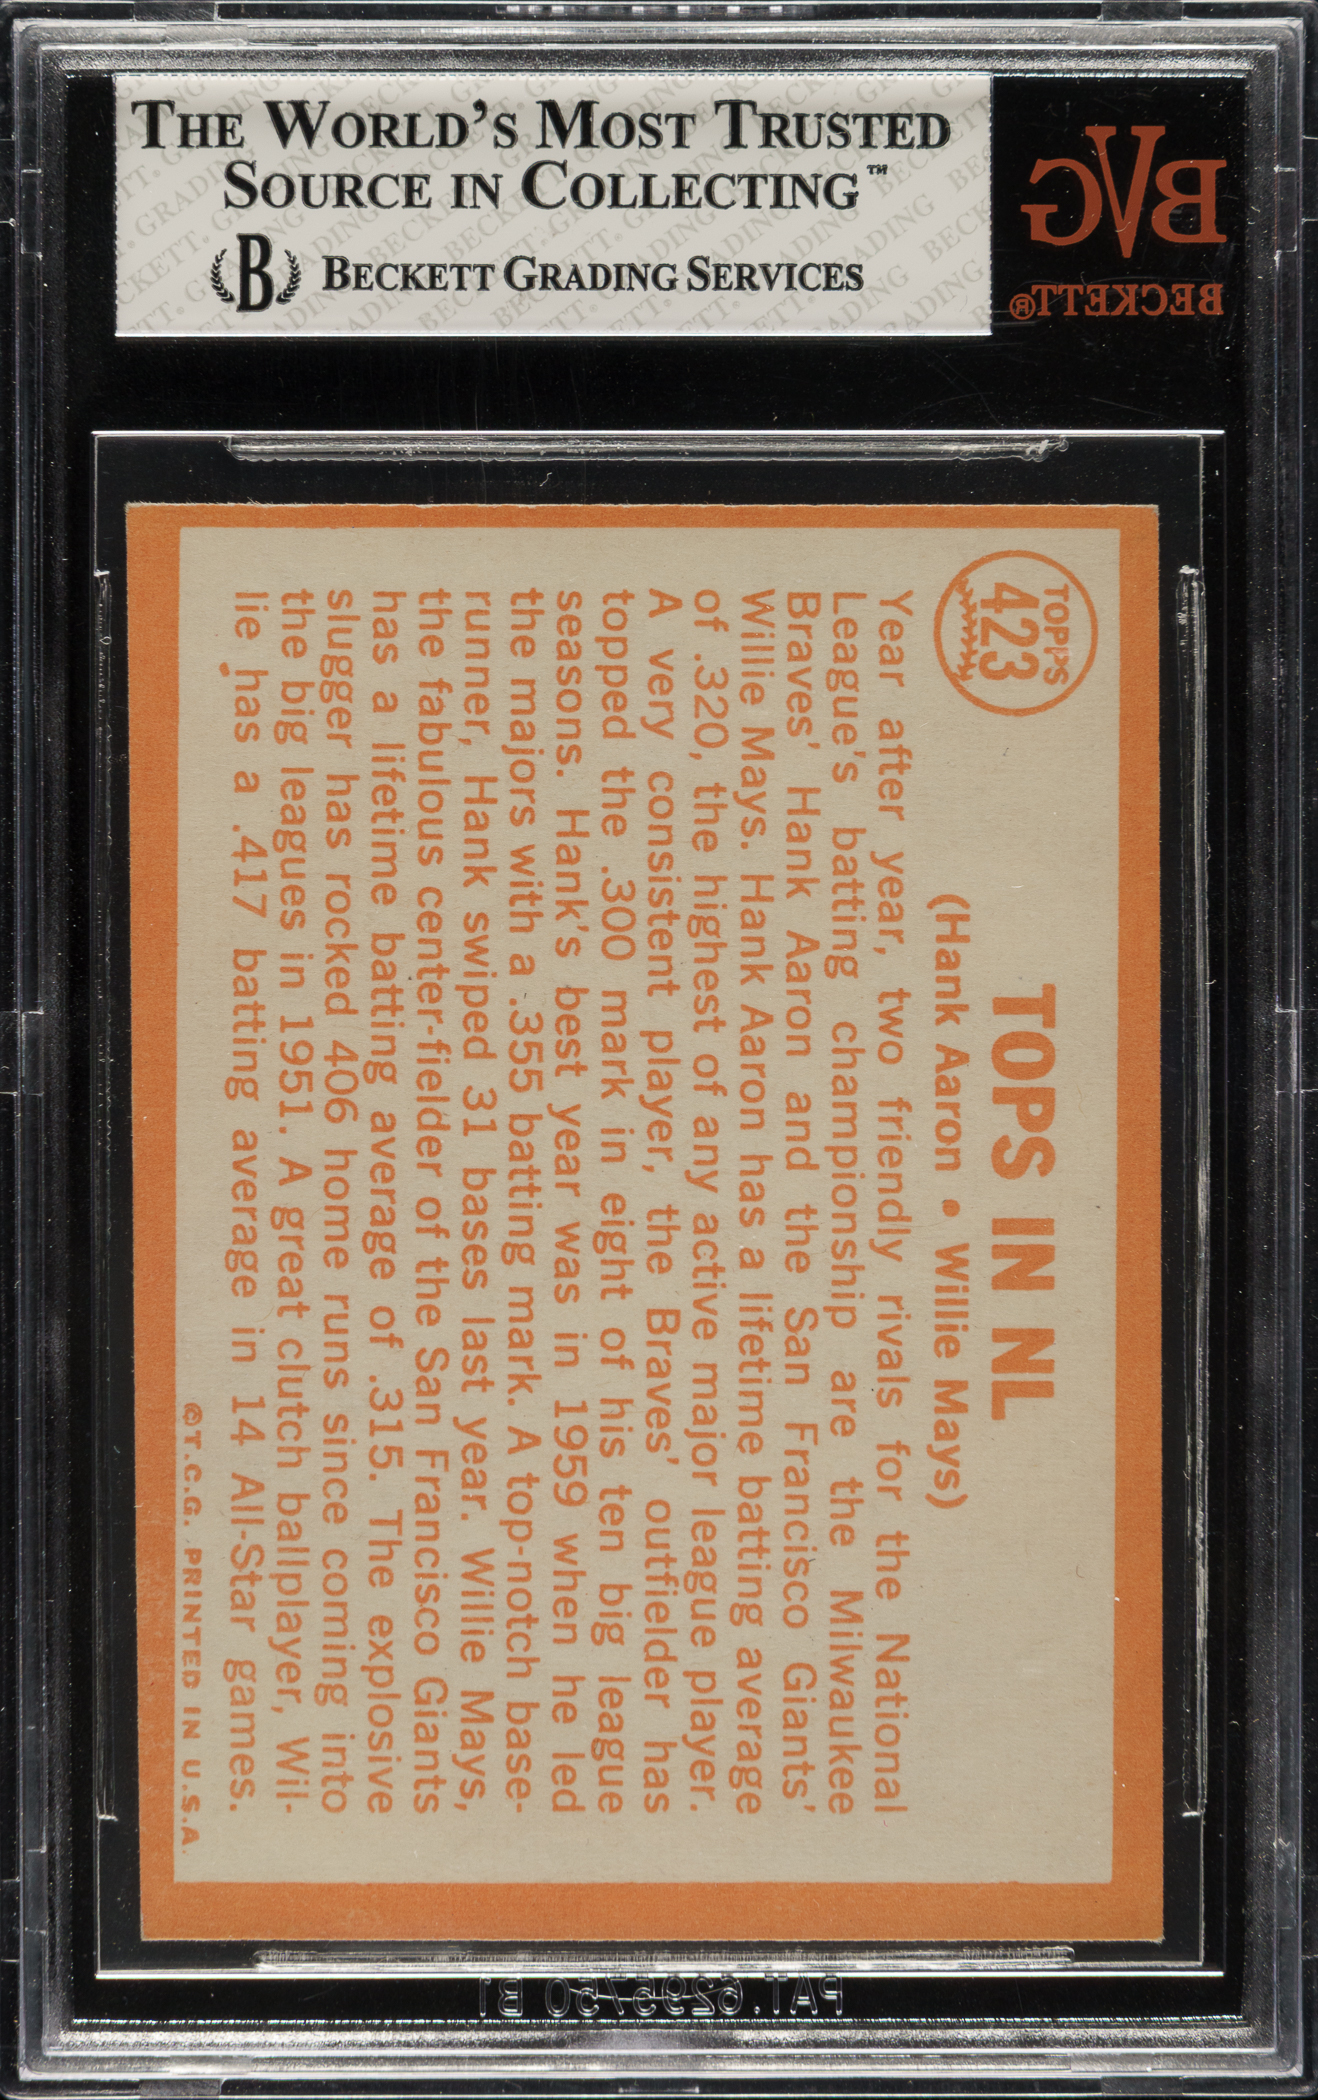 THE WORLD'S MOST TRUSTED
SOURCE IN COLLECTING™
B BECKETT GRADING SERVICES
BVG
BECKETT®
TOPPS
423
TOPS IN NL
(Hank Aaron • Willie Mays)
Year after year, two friendly rivals for the National
League's batting championship are the Milwaukee
Braves' Hank Aaron and the San Francisco Giants'
Willie Mays. Hank Aaron has a lifetime batting average
of .320, the highest of any active major league player.
A very consistent player, the Braves' outfielder has
topped the .300 mark in eight of his ten big league
seasons. Hank's best year was in 1959 when he led
the majors with a .355 batting mark. A top-notch base-
runner, Hank swiped 31 bases last year. Willie Mays,
the fabulous center-fielder of the San Francisco Giants
has a lifetime batting average of .315. The explosive
slugger has rocked 406 home runs since coming into
the big leagues in 1951. A great clutch ballplayer, Wil-
lie has a .417 batting average in 14 All-Star games.
©T.C.G. PRINTED IN U.S.A.
PAT. 6295750 B1